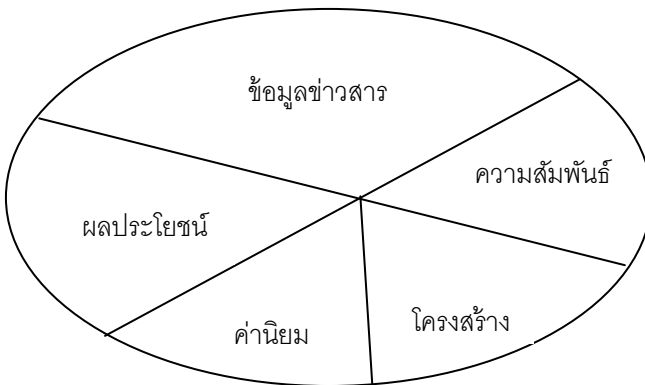 ข้อมูลข่าวสาร
ความสัมพันธ์
ผลประโยชน์
โครงสร้าง
ค่านิยม